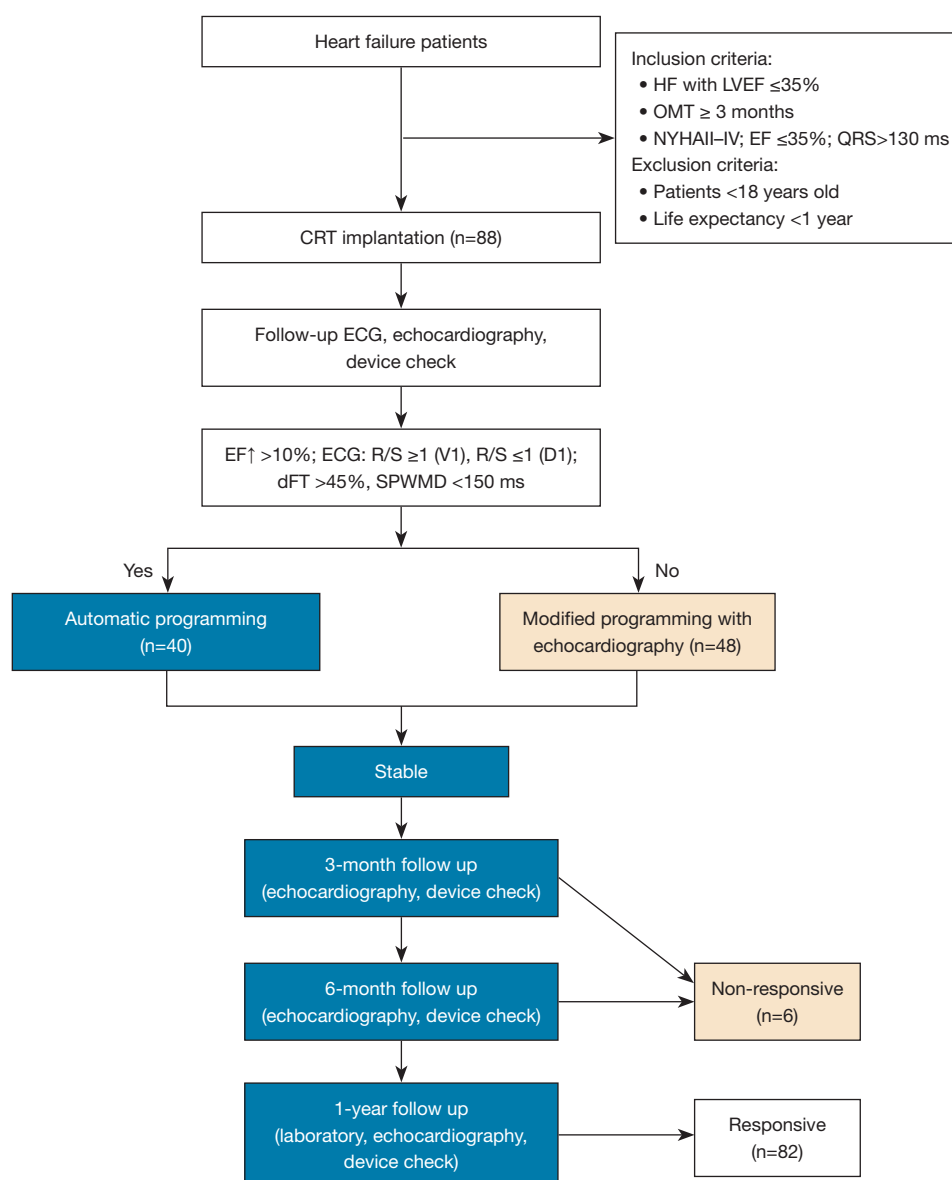 Heart failure patients
Inclusion criteria:
• HF with LVEF ≤35%
• OMT ≥ 3 months
• NYHAII–IV; EF ≤35%; QRS>130 ms
Exclusion criteria:
• Patients <18 years old
• Life expectancy <1 year
CRT implantation (n=88)
Follow-up ECG, echocardiography,
device check
EF↑ >10%; ECG: R/S ≥1 (V1), R/S ≤1 (D1);
dFT >45%, SPWMD <150 ms
Yes
No
Automatic programming
(n=40)
Modified programming with
echocardiography (n=48)
Stable
3-month follow up
(echocardiography, device check)
6-month follow up
(echocardiography, device check)
Non-responsive
(n=6)
1-year follow up
(laboratory, echocardiography,
device check)
Responsive
(n=82)